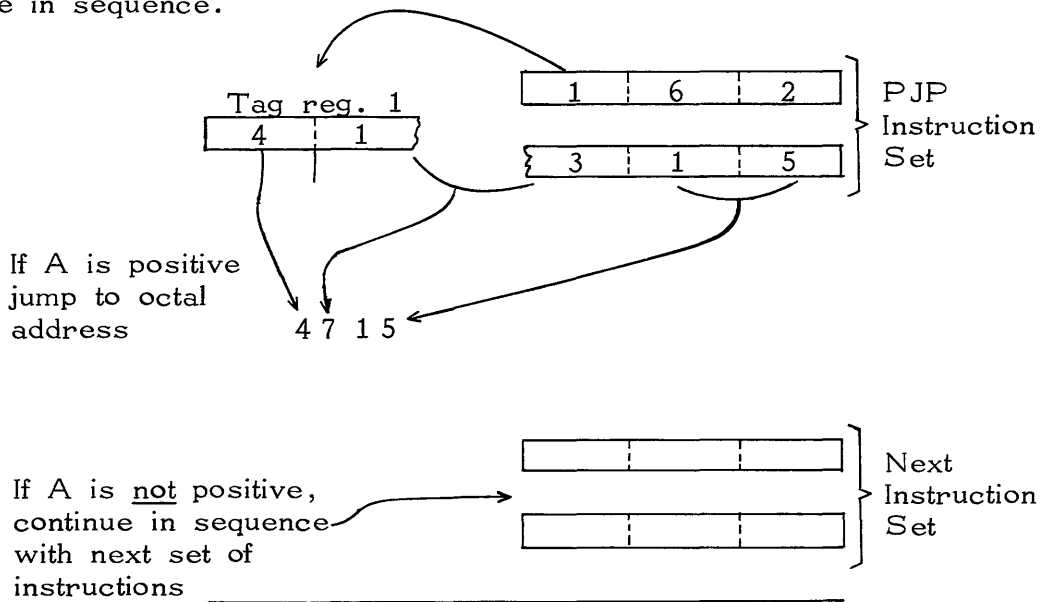 e in sequence.
1 6 2
PJP
Instruction
Set
Tag reg. 1
4 1
3 1 5
If A is positive
jump to octal
address
4 7 1 5
Next
Instruction
Set
If A is not positive,
continue in sequence
with next set of
instructions